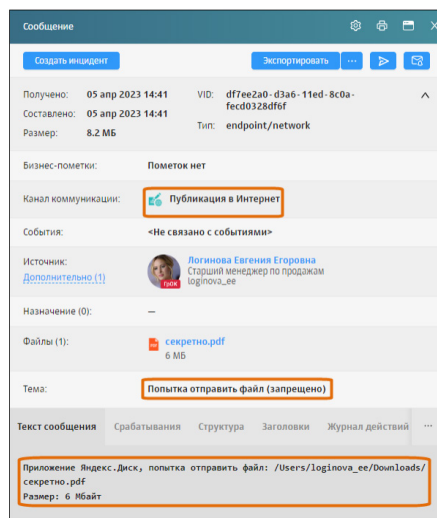 Сообщение
Создать инцидент
Экспортировать ...
Получено: 05 апр 2023 14:41
VID: df7ee2a0-d3a6-11ed-8c0a-
fecd0328df6f
Составлено: 05 апр 2023 14:41
Размер: 8.2 МБ
Тип: endpoint/network
Бизнес-пометки: Пометок нет
Канал коммуникации: Публикация в Интернет
События: <Не связано с событиями>
Источник:
Дополнительно (1)
ГрОК
Логинова Евгения Егоровна
Старший менеджер по продажам
loginova_ee
Назначение (0): —
Файлы (1): секретно.pdf
6 МБ
Тема: Попытка отправить файл (запрещено)
Текст сообщения Срабатывания Структура Заголовки Журнал действий ...
Приложение Яндекс.Диск, попытка отправить файл: /Users/loginova_ee/Downloads/
секретно.pdf
Размер: 6 Мбайт